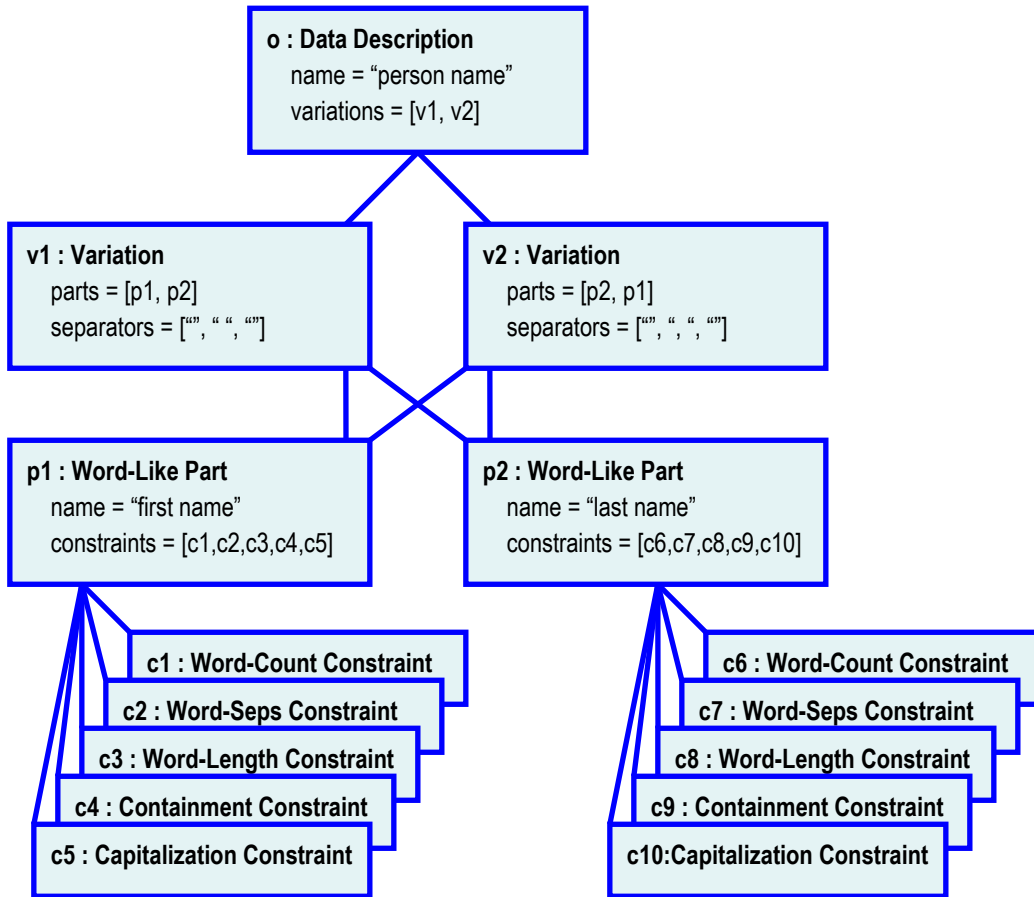 o : Data Description
name = “person name”
variations = [v1, v2]
v1 : Variation
parts = [p1, p2]
separators = [“”, “ “, “”]
v2 : Variation
parts = [p2, p1]
separators = [“”, “, “, “”]
p1 : Word-Like Part
name = “first name”
constraints = [c1,c2,c3,c4,c5]
p2 : Word-Like Part
name = “last name”
constraints = [c6,c7,c8,c9,c10]
c1 : Word-Count Constraint
c2 : Word-Seps Constraint
c3 : Word-Length Constraint
c4 : Containment Constraint
c5 : Capitalization Constraint
c6 : Word-Count Constraint
c7 : Word-Seps Constraint
c8 : Word-Length Constraint
c9 : Containment Constraint
c10:Capitalization Constraint